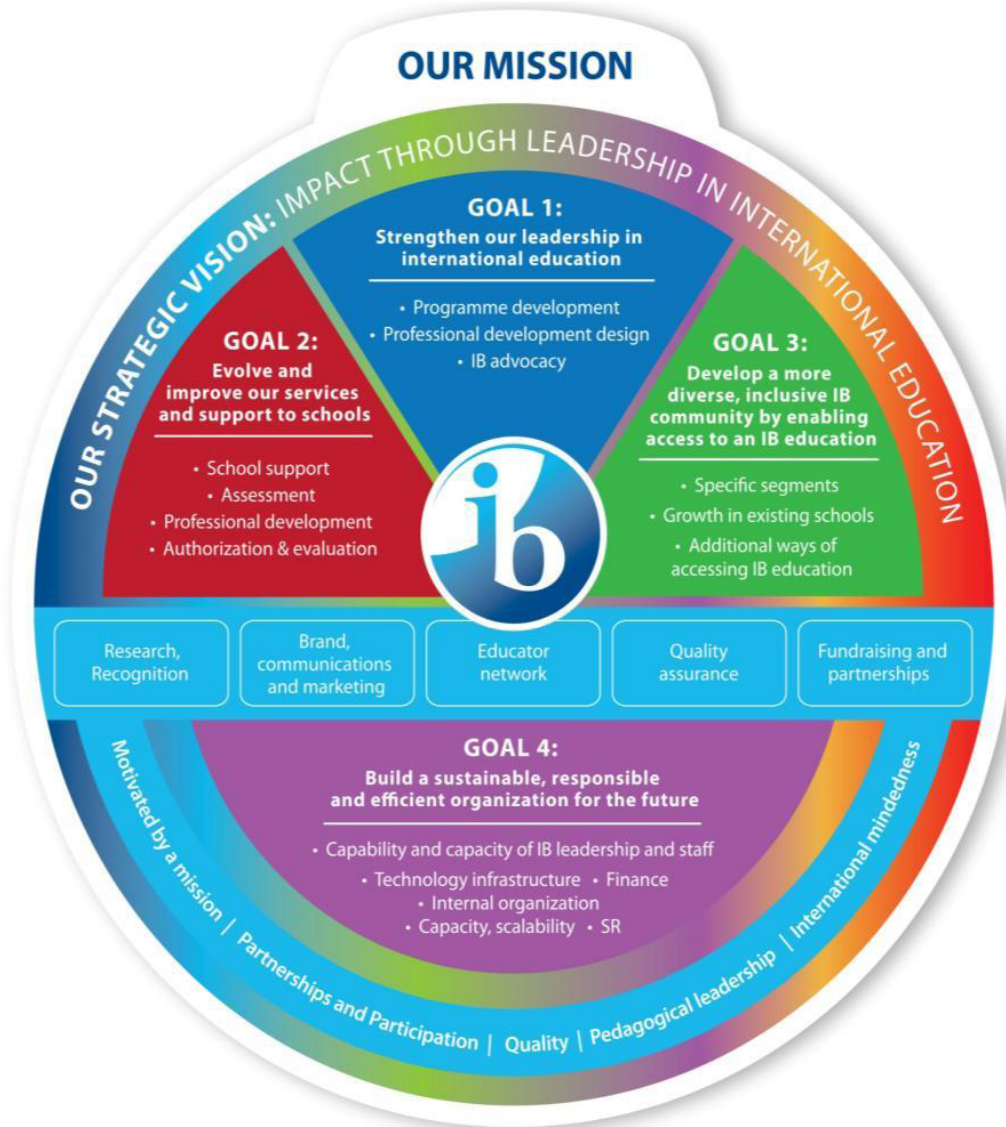 OUR MISSION
OUR STRATEGIC VISION: IMPACT THROUGH LEADERSHIP IN INTERNATIONAL EDUCATION
GOAL 1:
Strengthen our leadership in
international education
• Programme development
• Professional development design
• IB advocacy
GOAL 2:
Evolve and
improve our services
and support to schools
• School support
• Assessment
• Professional development
• Authorization & evaluation
GOAL 3:
Develop a more
diverse, inclusive IB
community by enabling
access to an IB education
• Specific segments
• Growth in existing schools
• Additional ways of
accessing IB education
ib
Research,
Recognition
Brand,
communications
and marketing
Educator
network
Quality
assurance
Fundraising and
partnerships
GOAL 4:
Build a sustainable, responsible
and efficient organization for the future
• Capability and capacity of IB leadership and staff
• Technology infrastructure • Finance
• Internal organization
• Capacity, scalability • SR
Motivated by a mission | Partnerships and Participation | Quality | Pedagogical leadership | International mindedness